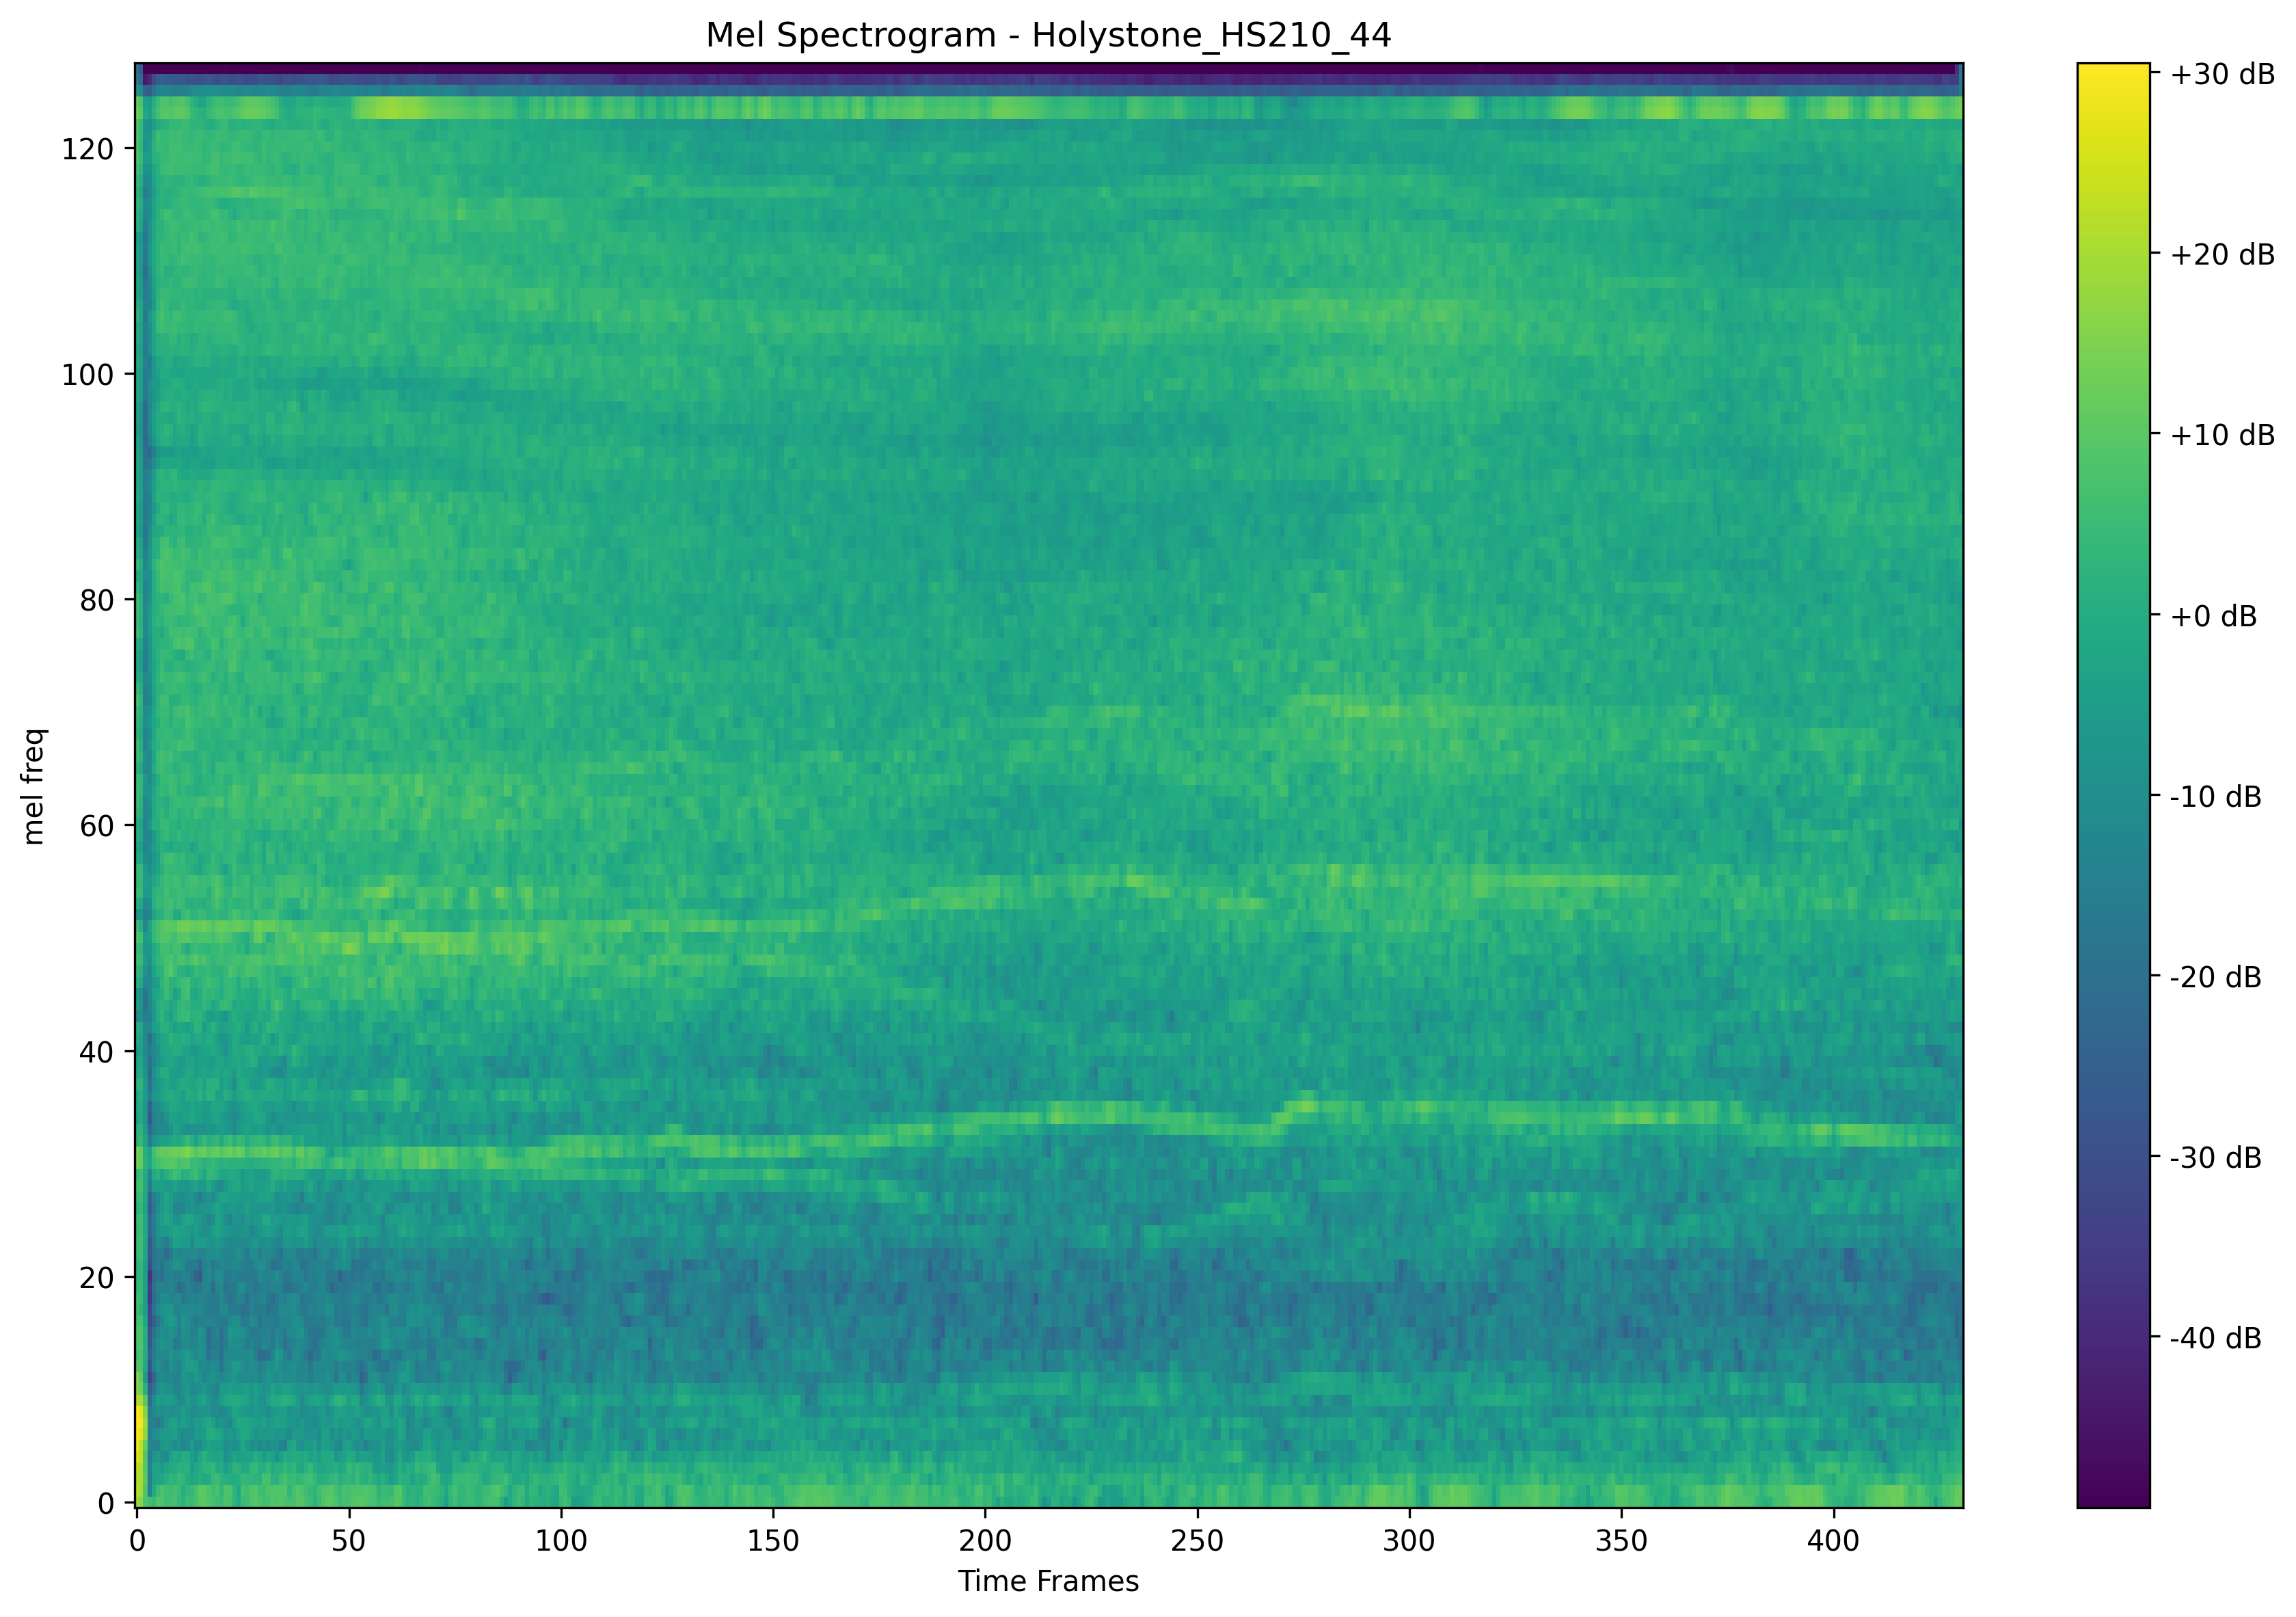 Mel Spectrogram - Holystone_HS210_44
mel freq
120
100
80
60
40
20
0
0 50 100 150 200 250 300 350 400
Time Frames
+30 dB
+20 dB
+10 dB
+0 dB
-10 dB
-20 dB
-30 dB
-40 dB